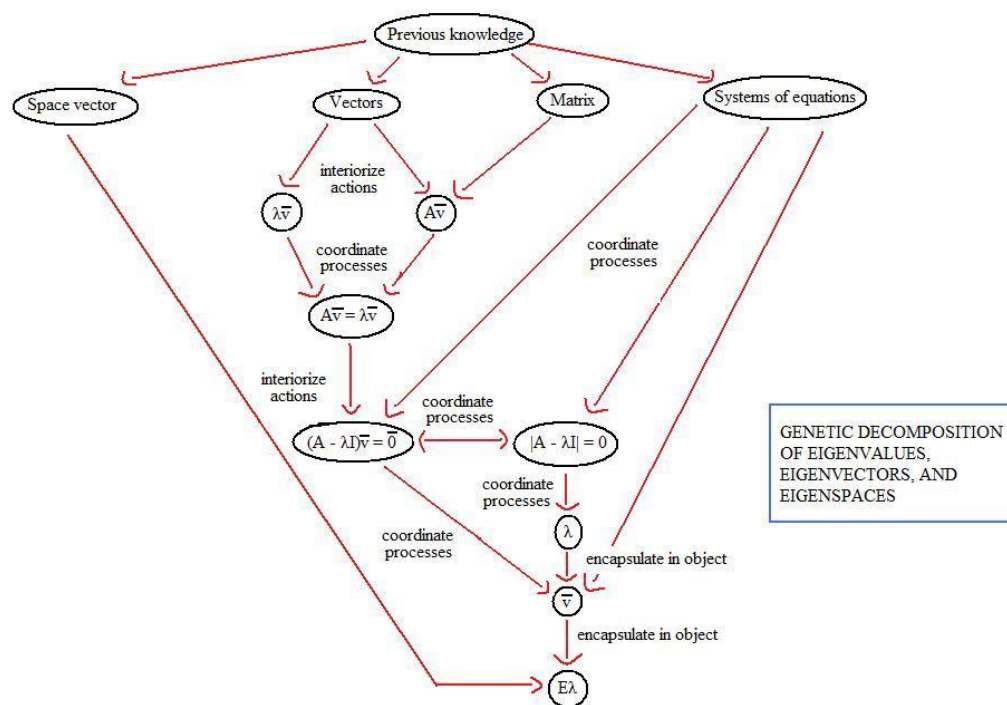 Previous knowledge
Space vector
Vectors
Matrix
Systems of equations
interiorize
actions
λv̅
Av̅
coordinate
processes
coordinate
processes
Av̅ = λv̅
interiorize
actions
coordinate
processes
(A - λI)v̅ = 0̅
|A - λI| = 0
GENETIC DECOMPOSITION
OF EIGENVALUES,
EIGENVECTORS, AND
EIGENSPACES
coordinate
processes
λ
coordinate
processes
encapsulate in object
v̅
encapsulate in object
Eλ